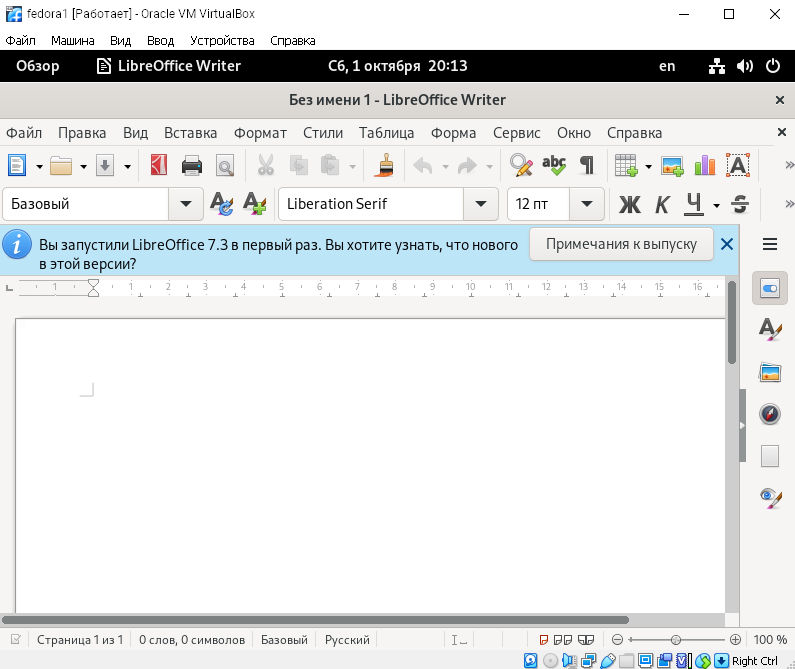 fedora1 [Работает] - Oracle VM VirtualBox
Файл Машина Вид Ввод Устройства Справка
Обзор LibreOffice Writer Сб, 1 октября 20:13 en
Без имени 1 - LibreOffice Writer
Файл Правка Вид Вставка Формат Стили Таблица Форма Сервис Окно Справка
abc A
Базовый Liberation Serif 12 пт Ж К Ч S
Вы запустили LibreOffice 7.3 в первый раз. Вы хотите узнать, что нового
в этой версии?
Примечания к выпуску
1 1 2 3 4 5 6 7 8 9 10 11 12 13 14 15 16
Страница 1 из 1 0 слов, 0 символов Базовый Русский 100 %
Right Ctrl